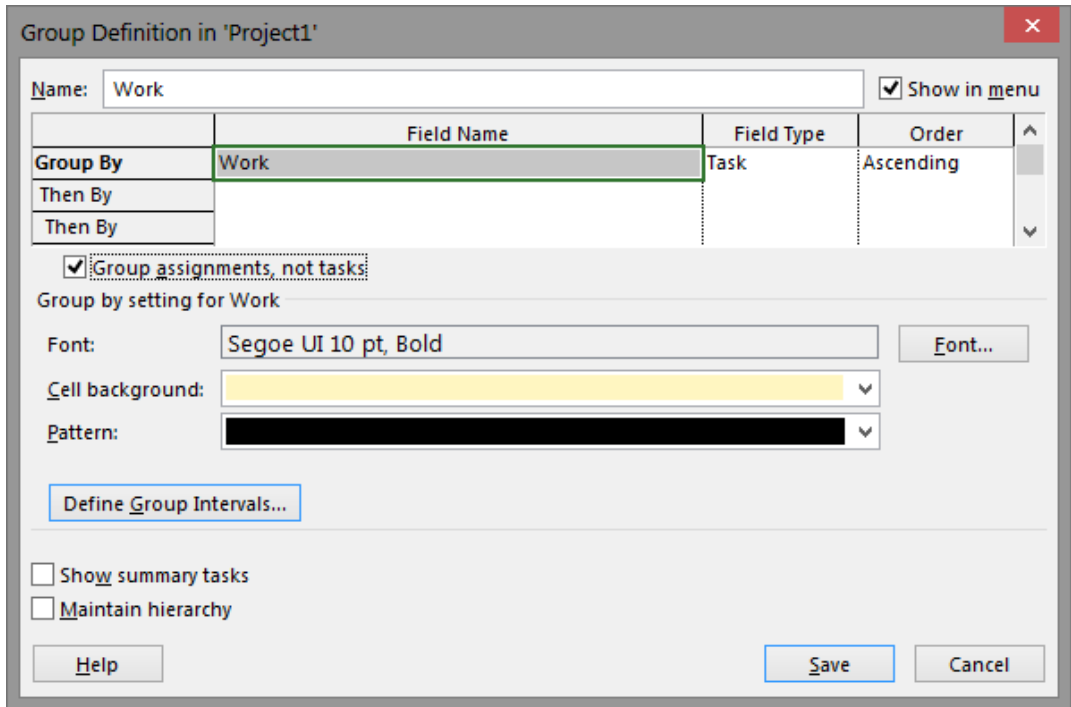 Group Definition in 'Project1'
Name: Work Show in menu
Field Name Field Type Order
Group By Work Task Ascending
Then By
Then By
Group assignments, not tasks
Group by setting for Work
Font: Segoe UI 10 pt, Bold Font...
Cell background:
Pattern:
Define Group Intervals...
Show summary tasks
Maintain hierarchy
Help Save Cancel